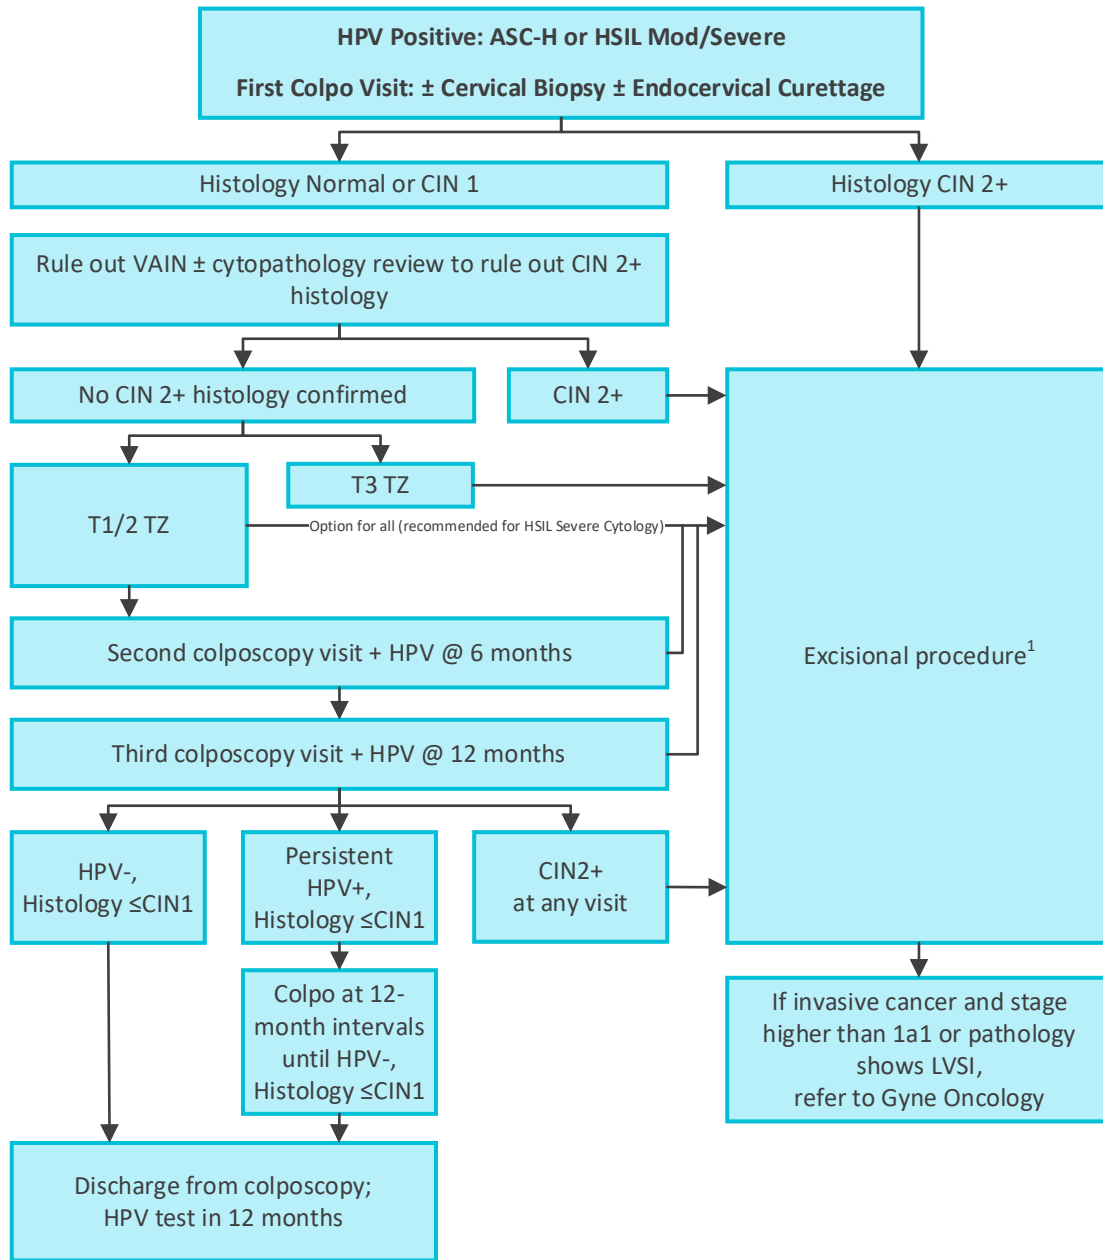 HPV Positive: ASC-H or HSIL Mod/Severe
First Colpo Visit: ± Cervical Biopsy ± Endocervical Curettage
Histology Normal or CIN 1
Histology CIN 2+
Rule out VAIN ± cytopathology review to rule out CIN 2+
histology
No CIN 2+ histology confirmed
CIN 2+
T1/2 TZ
T3 TZ
Option for all (recommended for HSIL Severe Cytology)
Second colposcopy visit + HPV @ 6 months
Excisional procedure1
Third colposcopy visit + HPV @ 12 months
HPV-,
Histology ≤CIN1
Persistent
HPV+,
Histology ≤CIN1
CIN2+
at any visit
Colpo at 12-
month intervals
until HPV-,
Histology ≤CIN1
If invasive cancer and stage
higher than 1a1 or pathology
shows LVSI,
refer to Gyne Oncology
Discharge from colposcopy;
HPV test in 12 months